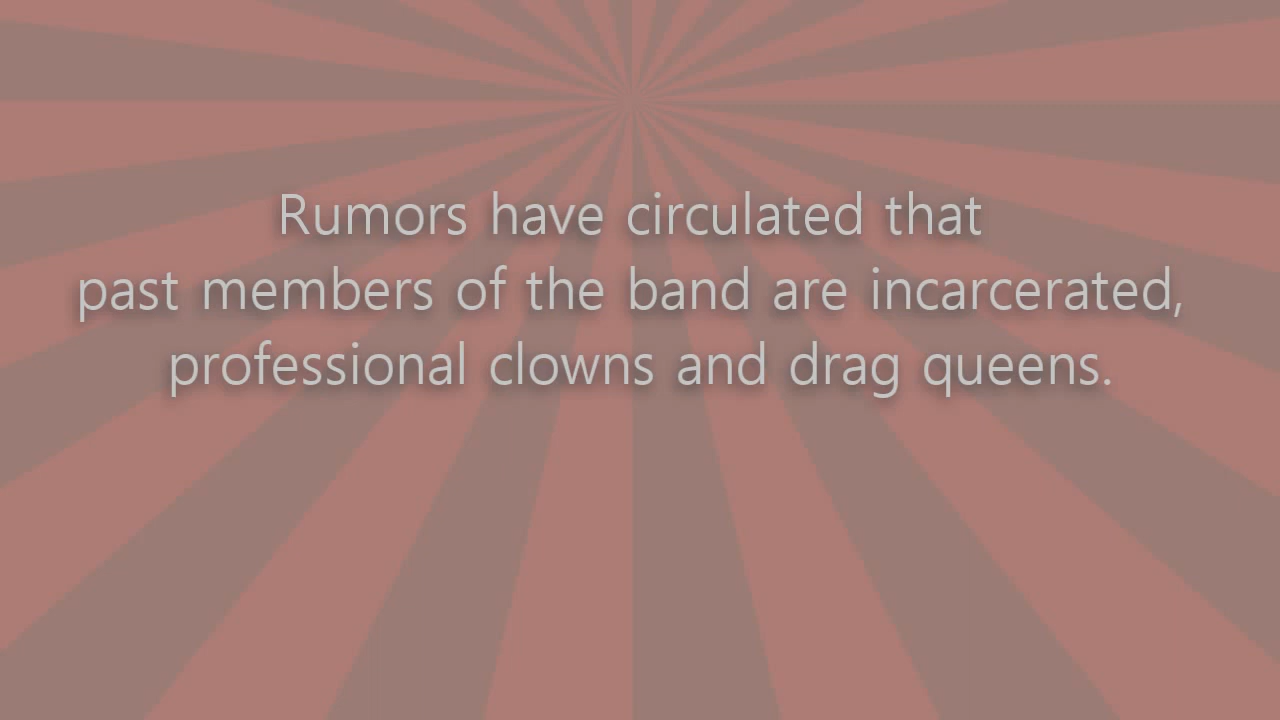 Rumors have circulated that
past members of the band are incarcerated,
professional clowns and drag queens.